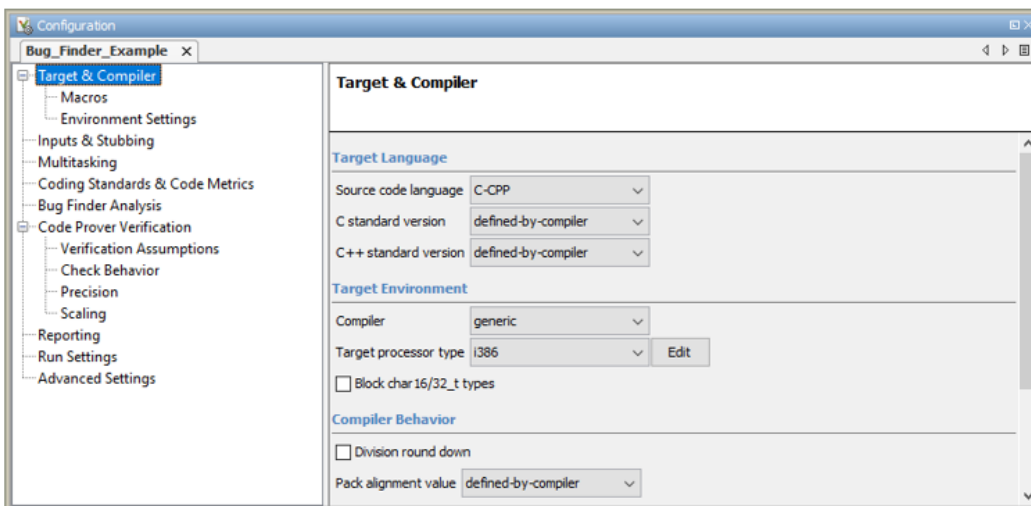 Configuration
Bug_Finder_Example
Target & Compiler
Macros
Environment Settings
Inputs & Stubbing
Multitasking
Coding Standards & Code Metrics
Bug Finder Analysis
Code Prover Verification
Verification Assumptions
Check Behavior
Precision
Scaling
Reporting
Run Settings
Advanced Settings
Target & Compiler
Target Language
Source code language C-CPP
C standard version defined-by-compiler
C++ standard version defined-by-compiler
Target Environment
Compiler generic
Target processor type i386 Edit
Block char16/32_t types
Compiler Behavior
Division round down
Pack alignment value defined-by-compiler